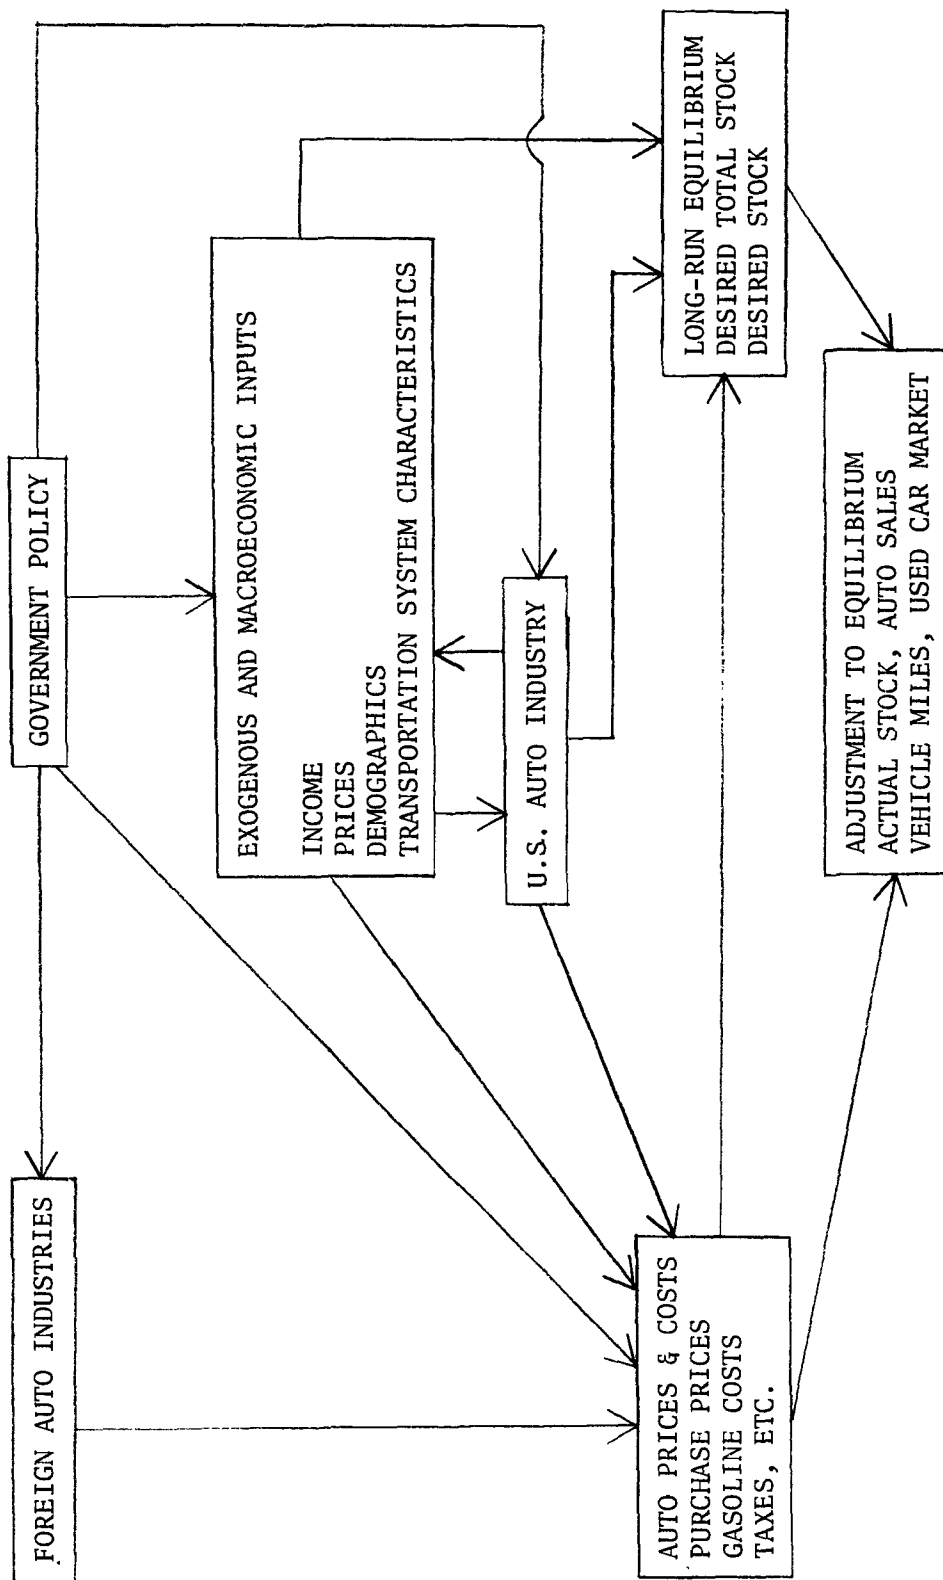 FOREIGN AUTO INDUSTRIES
GOVERNMENT POLICY
EXOGENOUS AND MACROECONOMIC INPUTS
INCOME
PRICES
DEMOGRAPHICS
TRANSPORTATION SYSTEM CHARACTERISTICS
U.S. AUTO INDUSTRY
AUTO PRICES & COSTS
PURCHASE PRICES
GASOLINE COSTS
TAXES, ETC.
LONG-RUN EQUILIBRIUM
DESIRED TOTAL STOCK
DESIRED STOCK
ADJUSTMENT TO EQUILIBRIUM
ACTUAL STOCK, AUTO SALES
VEHICLE MILES, USED CAR MARKET